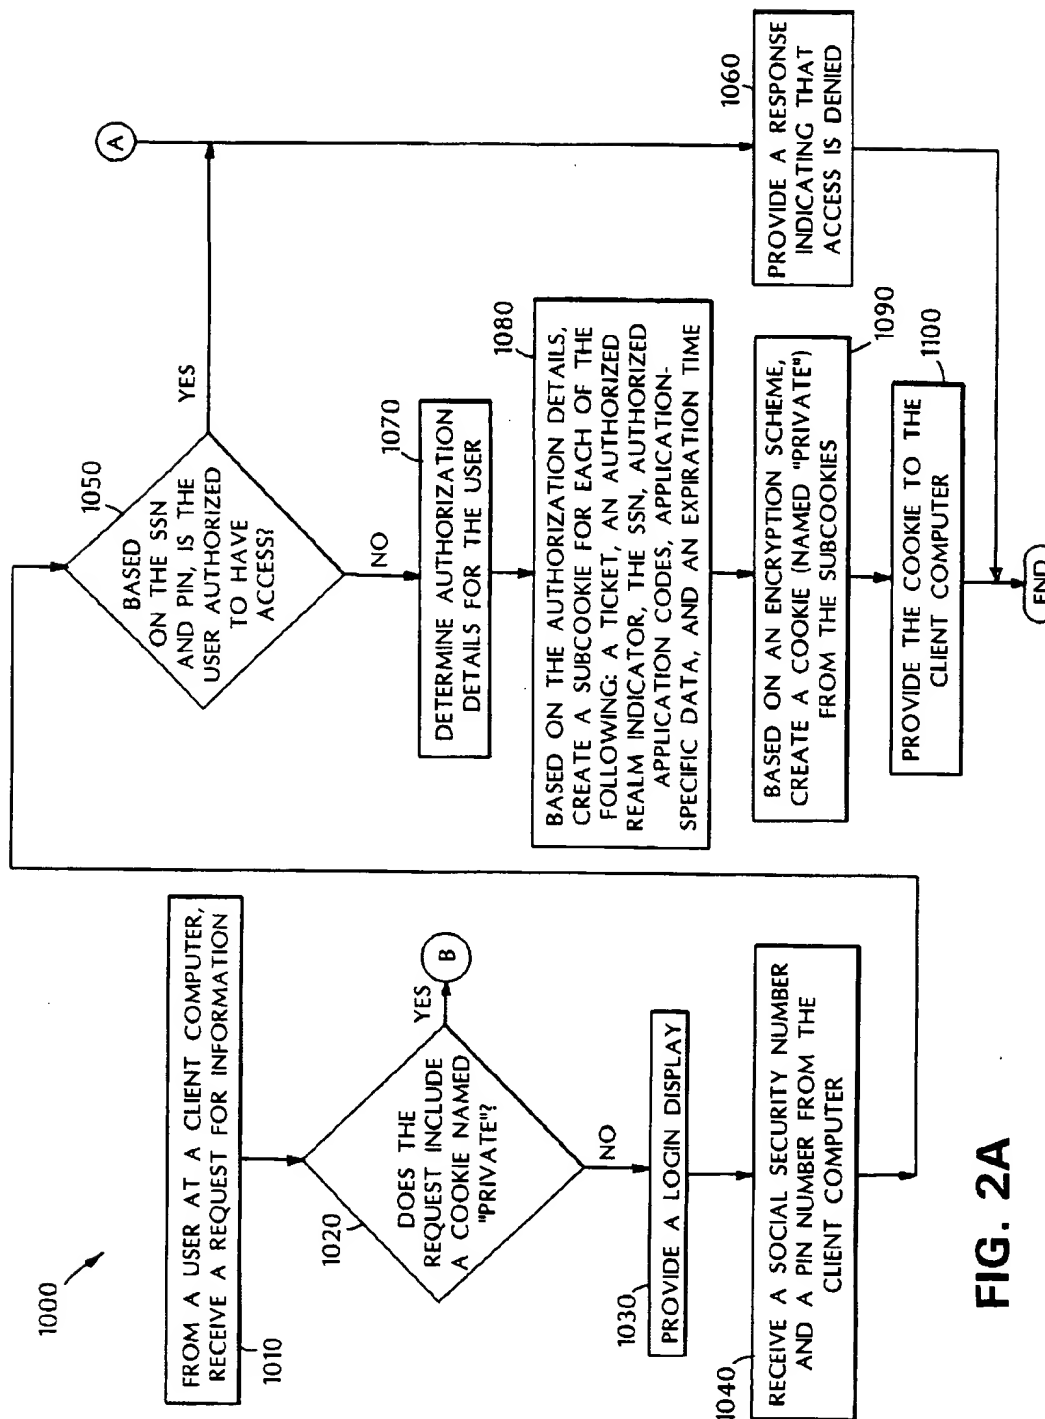 1000
FROM A USER AT A CLIENT COMPUTER,
RECEIVE A REQUEST FOR INFORMATION
1010
DOES THE
REQUEST INCLUDE
A COOKIE NAMED
"PRIVATE"?
1020
YES
B
NO
1030
PROVIDE A LOGIN DISPLAY
RECEIVE A SOCIAL SECURITY NUMBER
AND A PIN NUMBER FROM THE
CLIENT COMPUTER
1040
BASED
ON THE SSN
AND PIN, IS THE
USER AUTHORIZED
TO HAVE
ACCESS?
1050
YES
A
NO
1070
DETERMINE AUTHORIZATION
DETAILS FOR THE USER
1080
BASED ON THE AUTHORIZATION DETAILS,
CREATE A SUBCOOKIE FOR EACH OF THE
FOLLOWING: A TICKET, AN AUTHORIZED
REALM INDICATOR, THE SSN, AUTHORIZED
APPLICATION CODES, APPLICATION-
SPECIFIC DATA, AND AN EXPIRATION TIME
BASED ON AN ENCRYPTION SCHEME,
CREATE A COOKIE (NAMED "PRIVATE")
FROM THE SUBCOOKIES
1090
PROVIDE THE COOKIE TO THE
CLIENT COMPUTER
1100
1060
PROVIDE A RESPONSE
INDICATING THAT
ACCESS IS DENIED
END
FIG. 2A